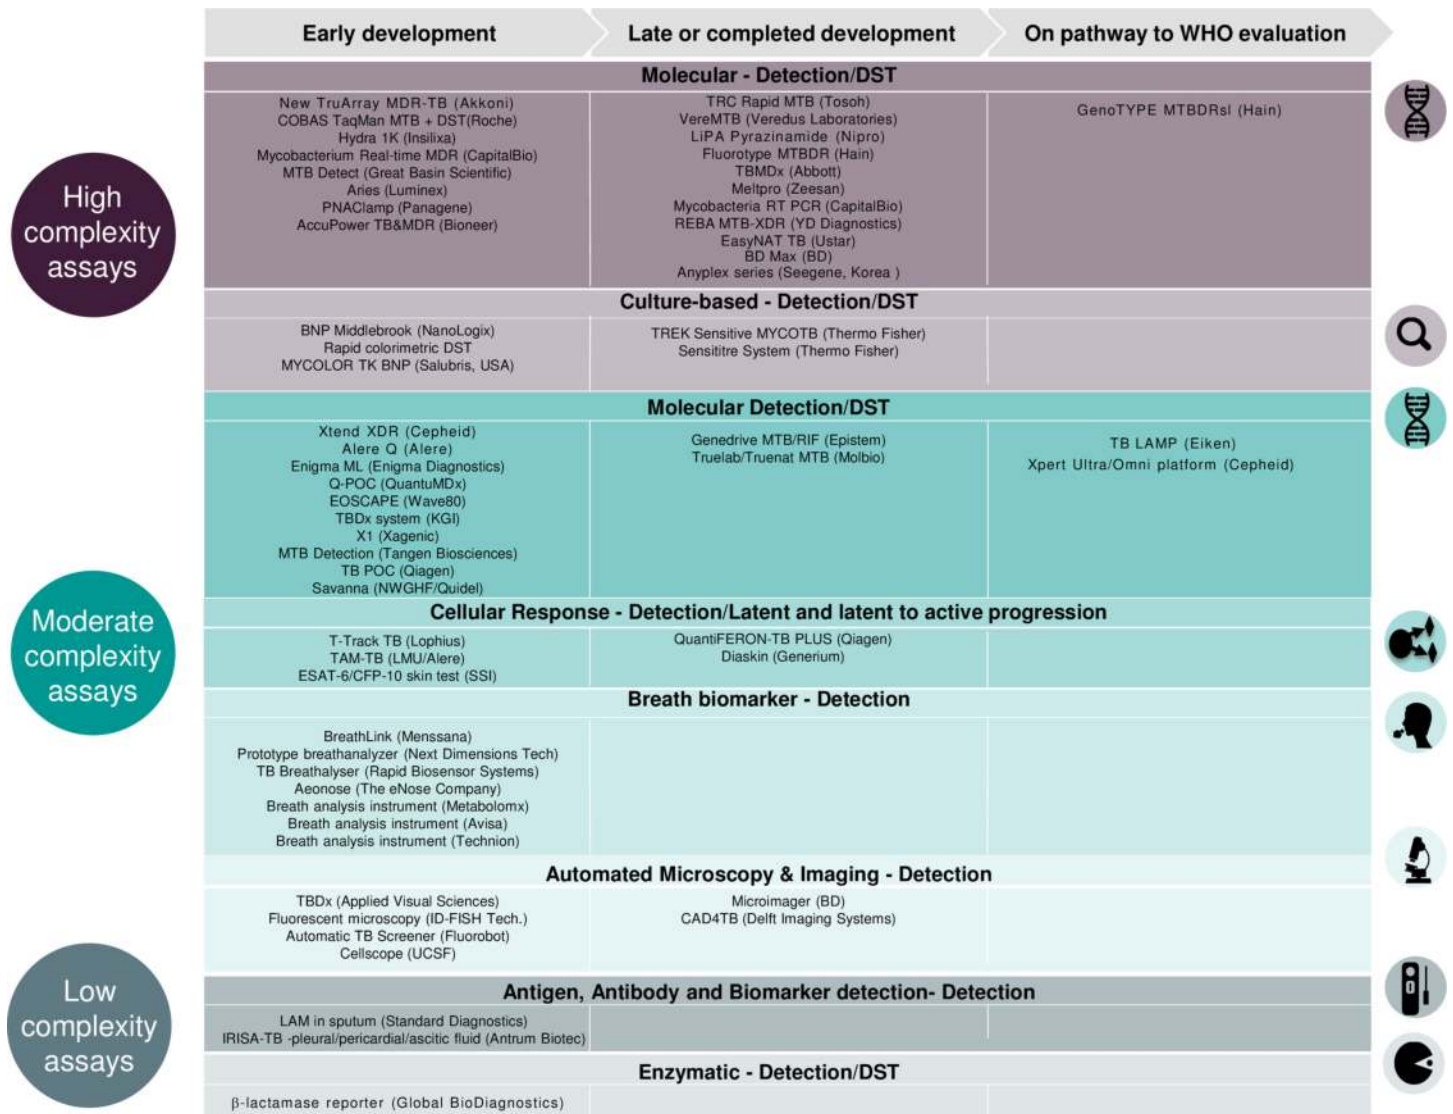 Early development
Late or completed development
On pathway to WHO evaluation
High
complexity
assays
Molecular - Detection/DST
New TruArray MDR-TB (Akkoni)
COBAS TaqMan MTB + DST(Roche)
Hydra 1K (Insilixa)
Mycobacterium Real-time MDR (CapitalBio)
MTB Detect (Great Basin Scientific)
Aries (Luminex)
PNAClamp (Panagene)
AccuPower TB&MDR (Bioneer)
TRC Rapid MTB (Tosoh)
VereMTB (Veredus Laboratories)
LiPA Pyrazinamide (Nipro)
Fluorotype MTBDR (Hain)
TBMDx (Abbott)
Meltpro (Zeesan)
Mycobacteria RT PCR (CapitalBio)
REBA MTB-XDR (YD Diagnostics)
EasyNAT TB (Ustar)
BD Max (BD)
Anyplex series (Seegene, Korea )
GenoTYPE MTBDRsl (Hain)
Culture-based - Detection/DST
BNP Middlebrook (NanoLogix)
Rapid colorimetric DST
MYCOLOR TK BNP (Salubris, USA)
TREK Sensitive MYCOTB (Thermo Fisher)
Sensititre System (Thermo Fisher)
Moderate
complexity
assays
Molecular Detection/DST
Xtend XDR (Cepheid)
Alere Q (Alere)
Enigma ML (Enigma Diagnostics)
Q-POC (QuantuMDx)
EOSCAPE (Wave80)
TBDx system (KGI)
X1 (Xagenic)
MTB Detection (Tangen Biosciences)
TB POC (Qiagen)
Savanna (NWGHF/Quidel)
Genedrive MTB/RIF (Epistem)
Truelab/Truenat MTB (Molbio)
TB LAMP (Eiken)
Xpert Ultra/Omni platform (Cepheid)
Cellular Response - Detection/Latent and latent to active progression
T-Track TB (Lophius)
TAM-TB (LMU/Alere)
ESAT-6/CFP-10 skin test (SSI)
QuantiFERON-TB PLUS (Qiagen)
Diaskin (Generium)
Breath biomarker - Detection
BreathLink (Menssana)
Prototype breathanalyzer (Next Dimensions Tech)
TB Breathalyser (Rapid Biosensor Systems)
Aeonose (The eNose Company)
Breath analysis instrument (Metabolomx)
Breath analysis instrument (Avisa)
Breath analysis instrument (Technion)
Automated Microscopy & Imaging - Detection
TBDx (Applied Visual Sciences)
Fluorescent microscopy (ID-FISH Tech.)
Automatic TB Screener (Fluorobot)
Cellscope (UCSF)
Microimager (BD)
CAD4TB (Delft Imaging Systems)
Low
complexity
assays
Antigen, Antibody and Biomarker detection- Detection
LAM in sputum (Standard Diagnostics)
IRISA-TB -pleural/pericardial/ascitic fluid (Antrum Biotec)
Enzymatic - Detection/DST
β-lactamase reporter (Global BioDiagnostics)